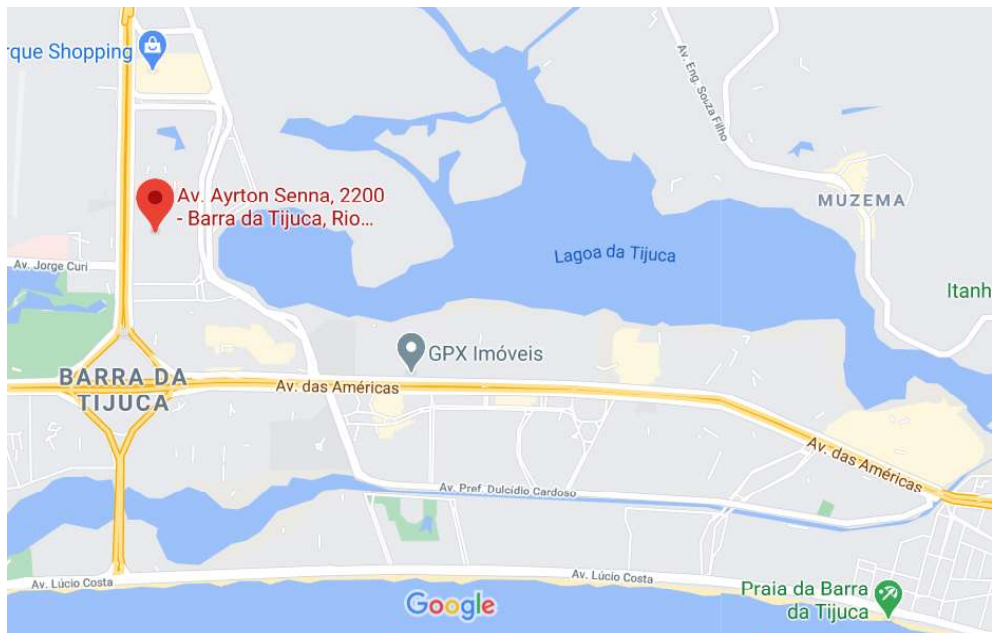 rque Shopping
Av. Eng. Souza Filho
Av. Ayrton Senna, 2200
- Barra da Tijuca, Rio...
MUZEMA
Lagoa da Tijuca
Av. Jorge Curi
Itanh
GPX Imóveis
BARRA DA
TIJUCA
Av. das Américas
Av. das Américas
Av. Pref. Dulcídio Cardoso
Av. Lúcio Costa
Av. Lúcio Costa
Praia da Barra
da Tijuca
Google